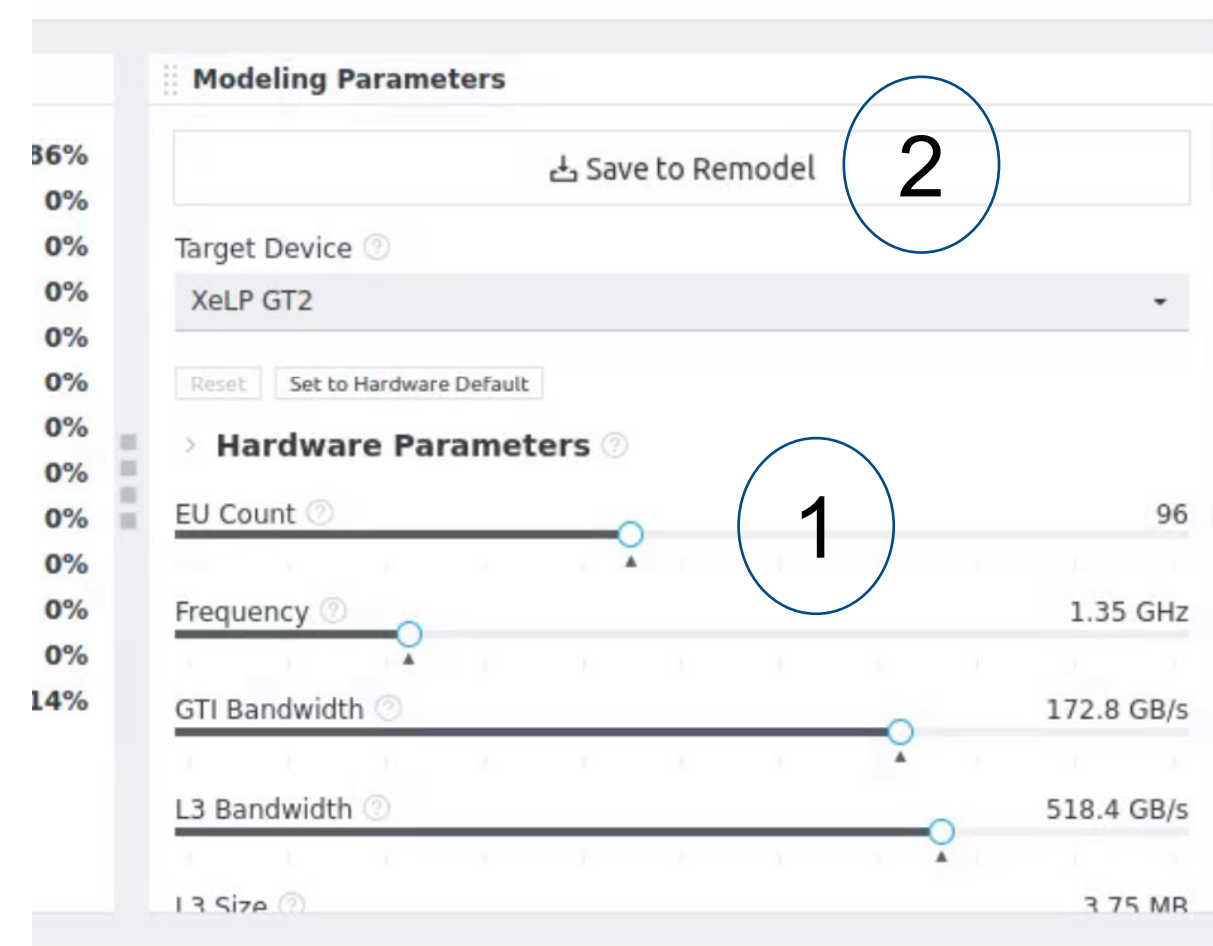 Modeling Parameters
36%
0%
0%
0%
0%
0%
0%
0%
0%
0%
0%
0%
14%
Save to Remodel
2
Target Device ?
XeLP GT2
Reset Set to Hardware Default
Hardware Parameters ?
1
EU Count ? 96
Frequency ? 1.35 GHz
GTI Bandwidth ? 172.8 GB/s
L3 Bandwidth ? 518.4 GB/s
L3 Size ? 3.75 MB